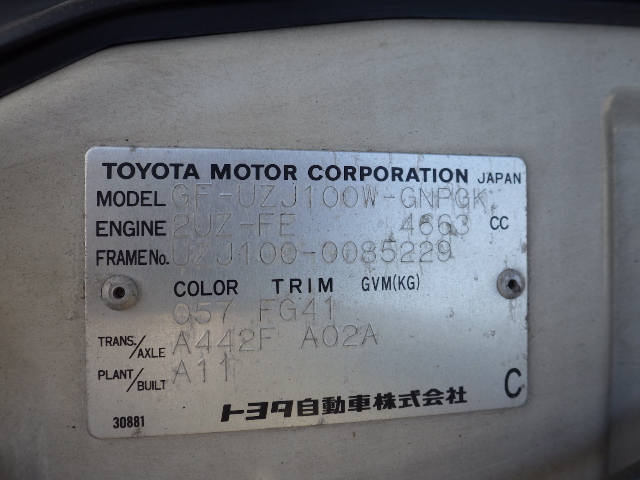 TOYOTA MOTOR CORPORATION JAPAN
MODEL GF-UZJ100W-GNPGK
ENGINE 2UZ-FE 4663 CC
FRAME No. UZJ100-0085229
COLOR TRIM GVM(KG)
057 FG41
TRANS./AXLE A442F A02A
PLANT/BUILT A11
C
30881 トヨタ自動車株式会社